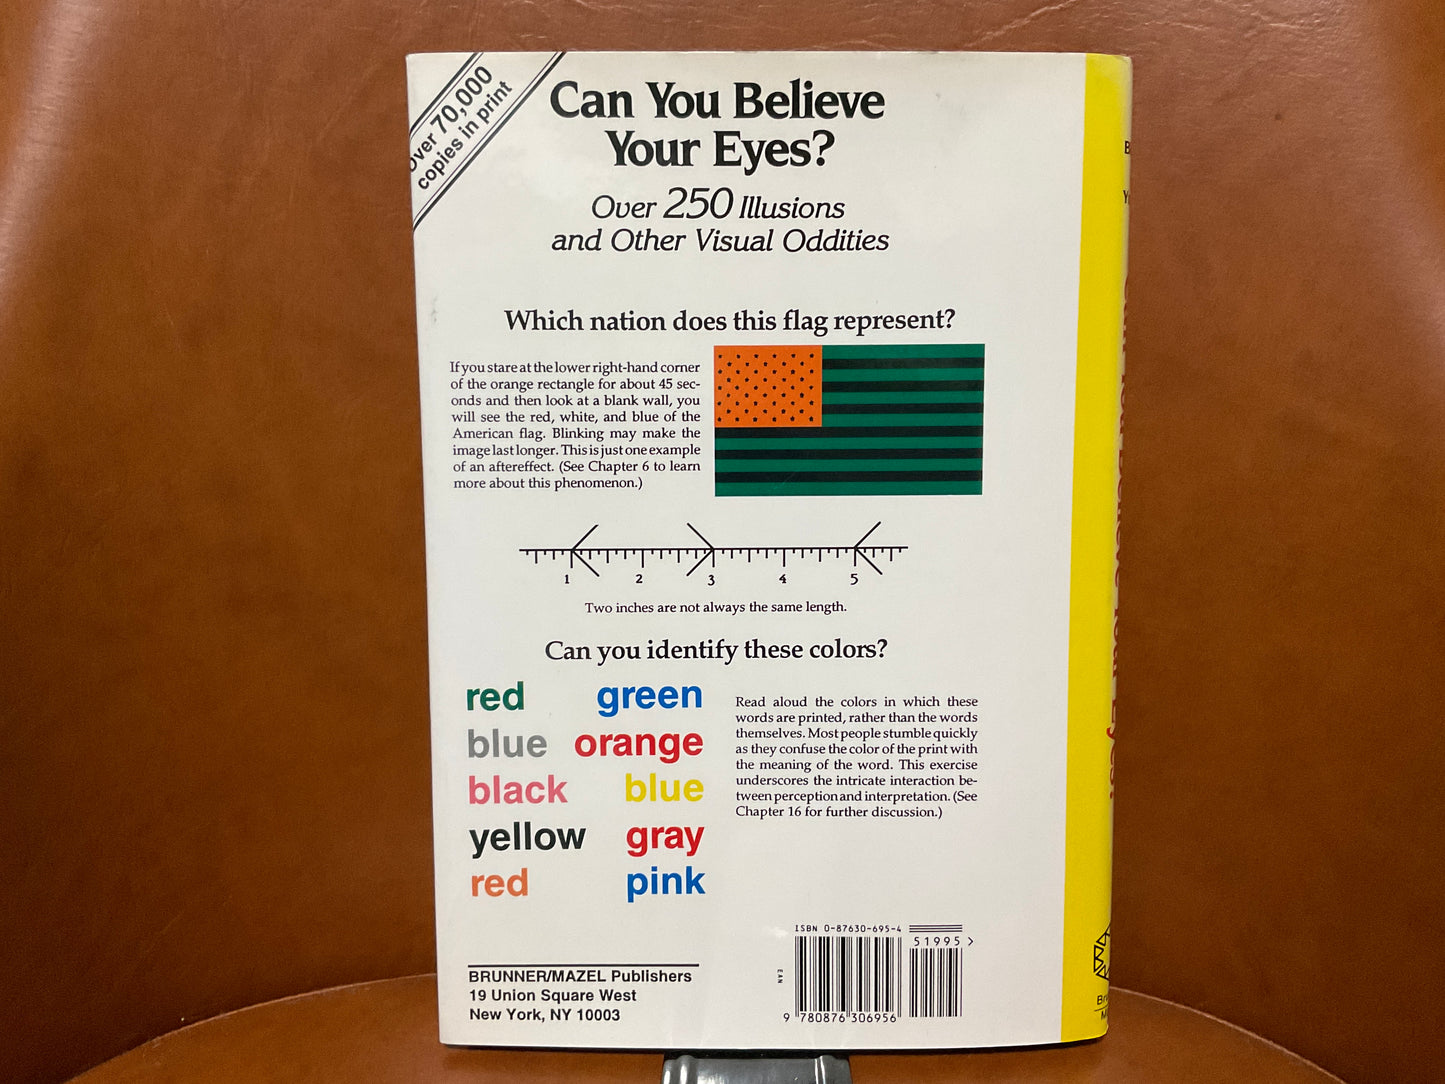 Over 70,000
copies in print
Can You Believe
Your Eyes?
Over 250 Illusions
and Other Visual Oddities
Which nation does this flag represent?
If you stare at the lower right-hand corner
of the orange rectangle for about 45 sec-
onds and then look at a blank wall, you
will see the red, white, and blue of the
American flag. Blinking may make the
image last longer. This is just one example
of an aftereffect. (See Chapter 6 to learn
more about this phenomenon.)
1 2 3 4 5
Two inches are not always the same length.
Can you identify these colors?
red green
blue orange
black blue
yellow gray
red pink
Read aloud the colors in which these
words are printed, rather than the words
themselves. Most people stumble quickly
as they confuse the color of the print with
the meaning of the word. This exercise
underscores the intricate interaction be-
tween perception and interpretation. (See
Chapter 16 for further discussion.)
ISBN 0-87630-695-4
51995 >
EAN
9 780876 306956
BRUNNER/MAZEL Publishers
19 Union Square West
New York, NY 10003